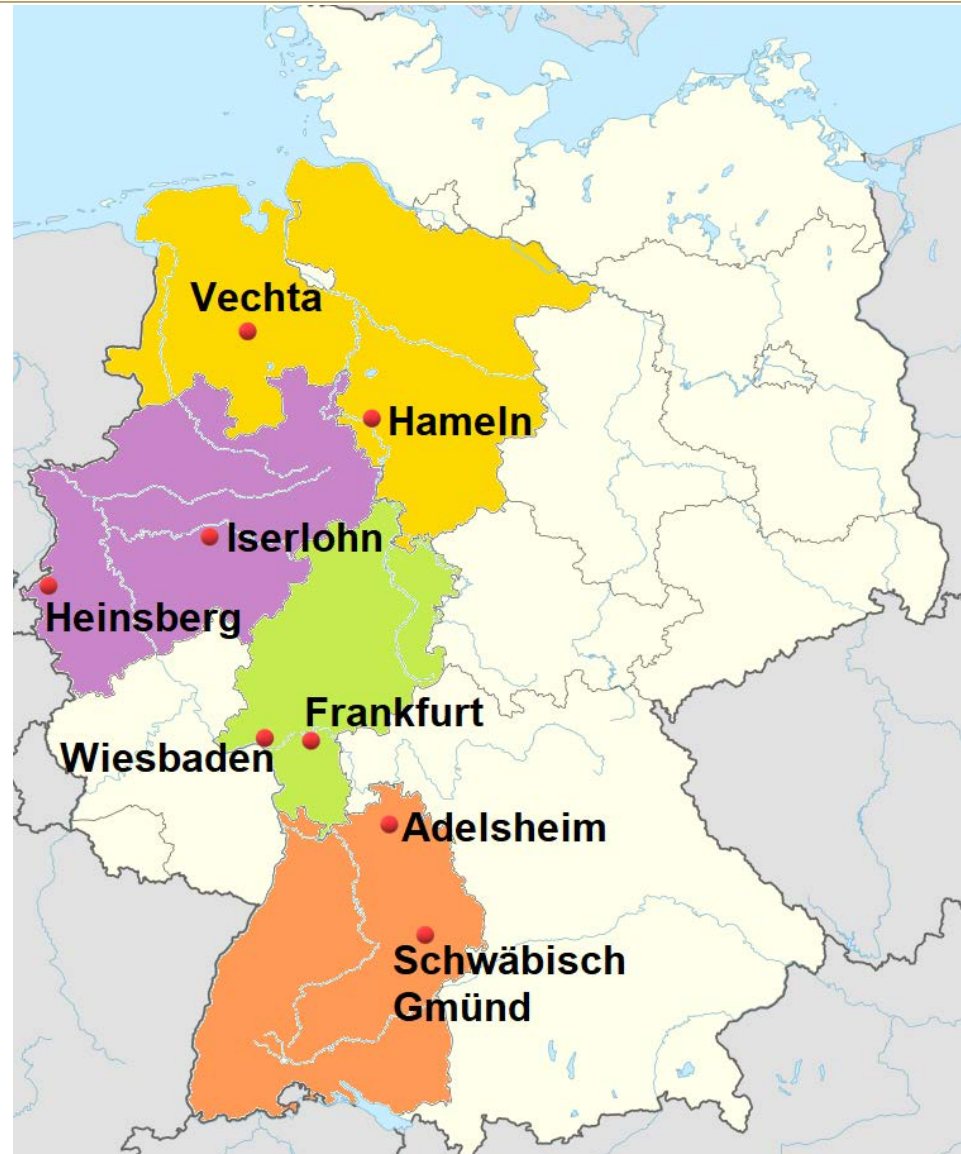 Vechta
Hameln
Iserlohn
Heinsberg
Frankfurt
Wiesbaden
Adelsheim
Schwäbisch
Gmünd